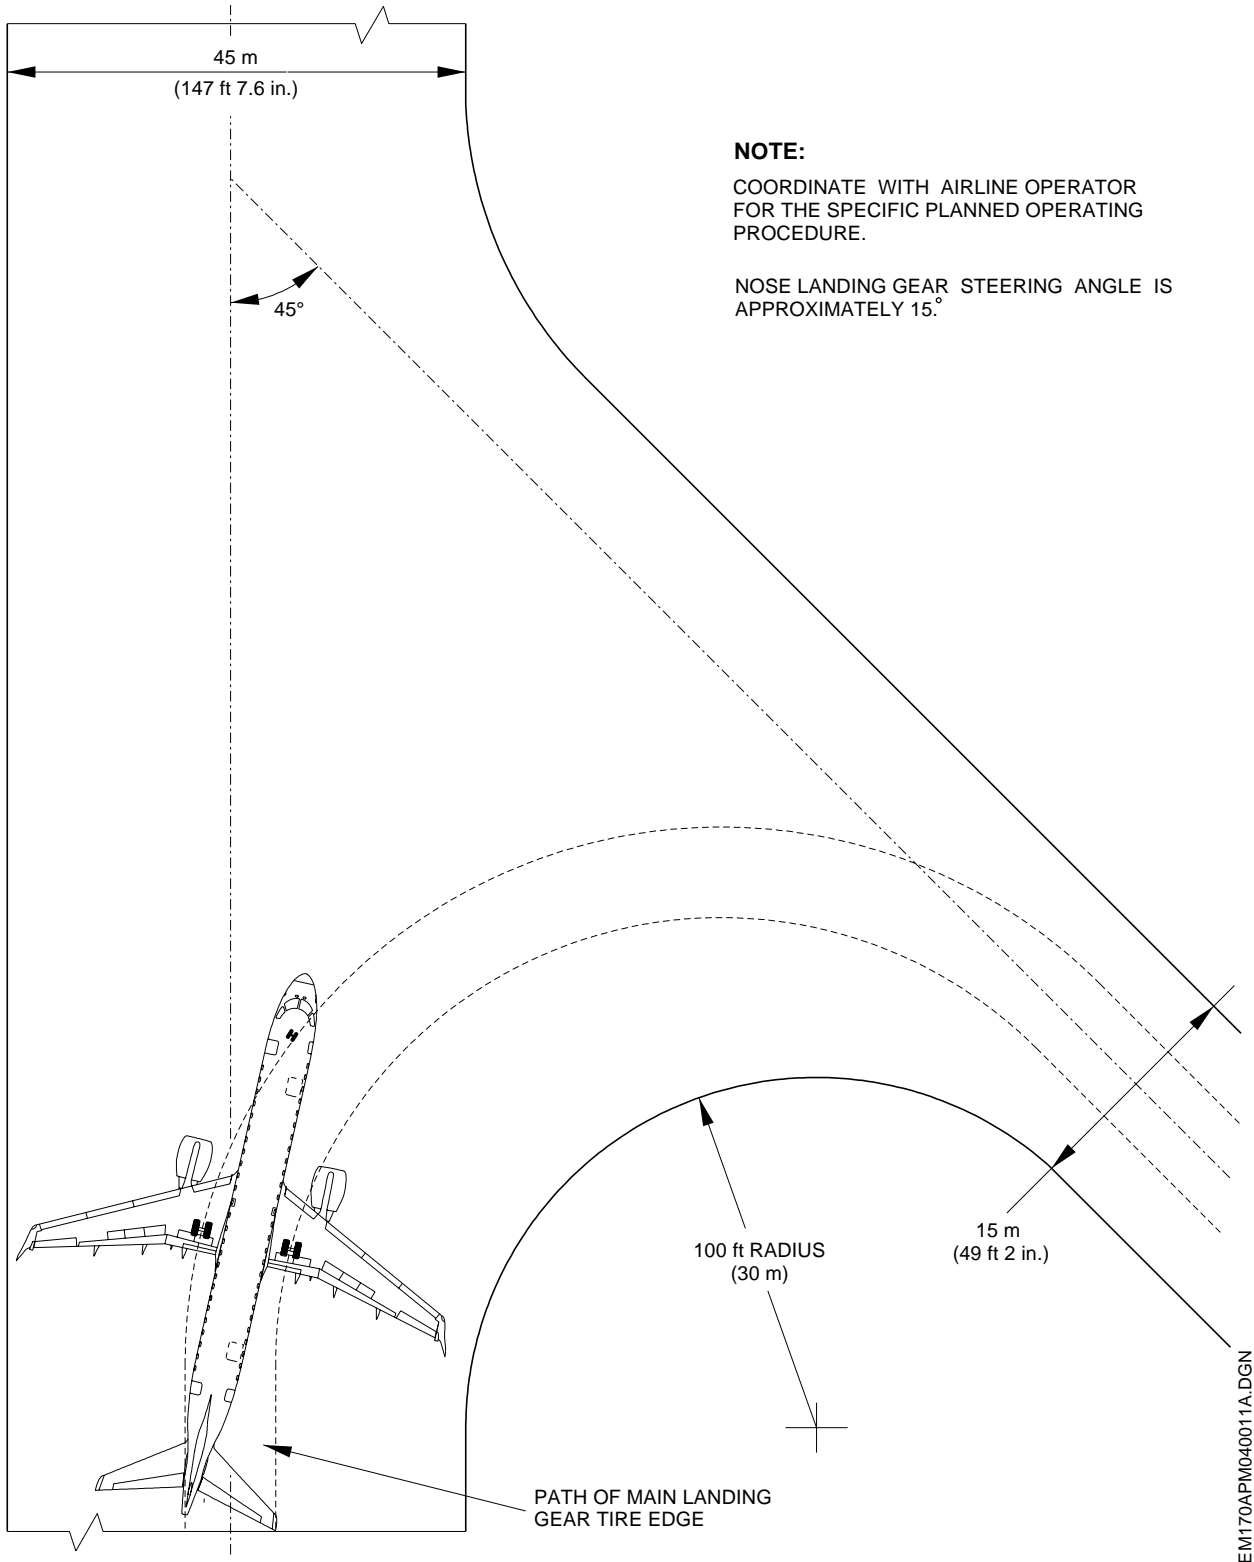 45 m
(147 ft 7.6 in.)
NOTE:
COORDINATE WITH AIRLINE OPERATOR
FOR THE SPECIFIC PLANNED OPERATING
PROCEDURE.
NOSE LANDING GEAR STEERING ANGLE IS
APPROXIMATELY 15.°
45°
100 ft RADIUS
(30 m)
15 m
(49 ft 2 in.)
PATH OF MAIN LANDING
GEAR TIRE EDGE
EM170APM040011A.DGN